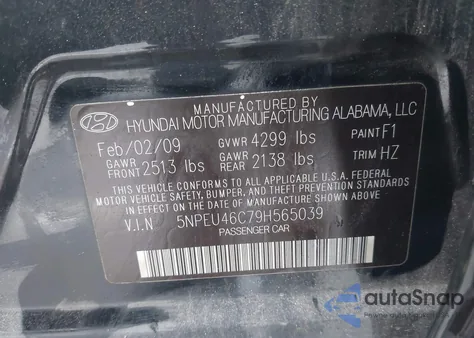 MANUFACTURED BY
HYUNDAI MOTOR MANUFACTURING ALABAMA, LLC
Feb/02/09 GVWR 4299 lbs PAINT F1
GAWR FRONT 2513 lbs GAWR REAR 2138 lbs TRIM HZ
THIS VEHICLE CONFORMS TO ALL APPLICABLE U.S.A. FEDERAL
MOTOR VEHICLE SAFETY, BUMPER, AND THEFT PREVENTION
STANDARDS IN EFFECT ON THE DATE OF MANUFACTURE SHOWN ABOVE.
V.I.N 5NPEU46C79H565039
PASSENGER CAR
autoSnap